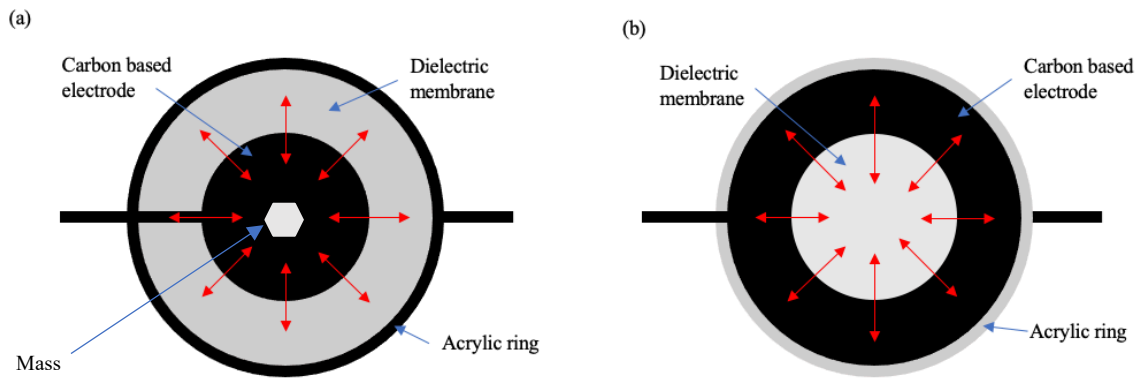 (a)
Carbon based
electrode
Dielectric
membrane
Mass
Acrylic ring
(b)
Dielectric
membrane
Carbon based
electrode
Acrylic ring